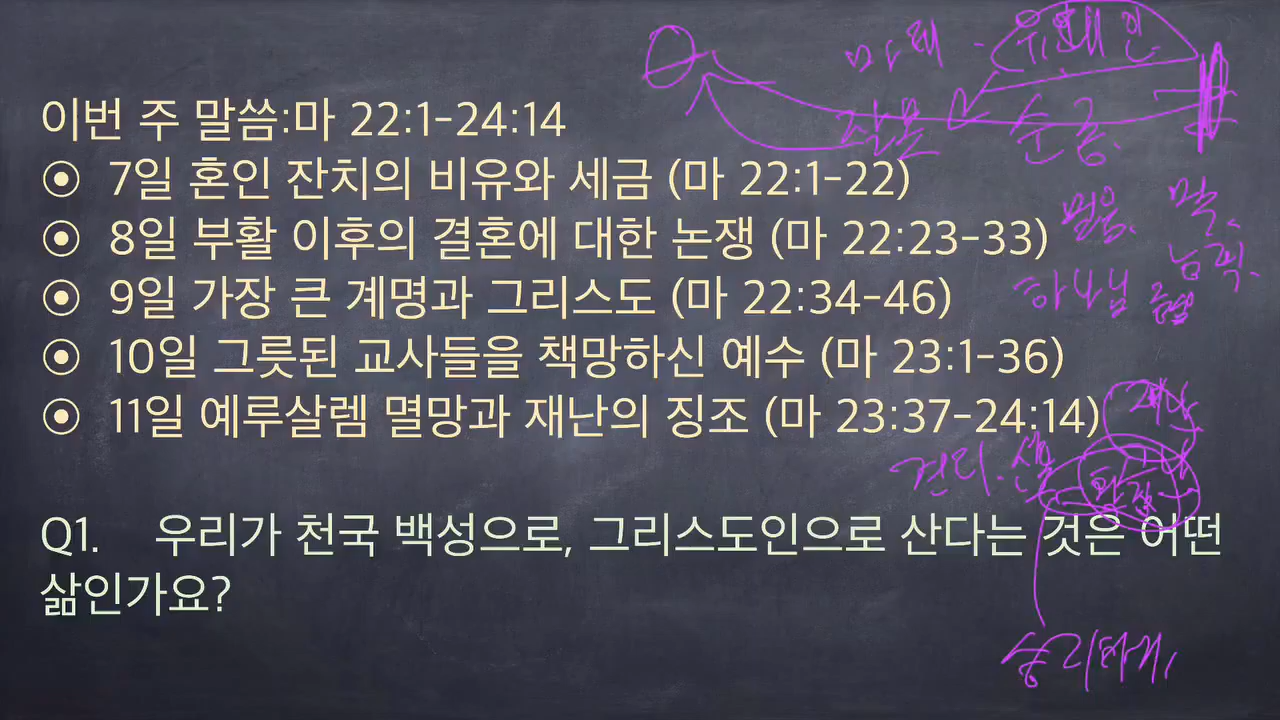 이번 주 말씀:마 22:1-24:14
⦿ 7일 혼인 잔치의 비유와 세금 (마 22:1-22)
⦿ 8일 부활 이후의 결혼에 대한 논쟁 (마 22:23-33)
⦿ 9일 가장 큰 계명과 그리스도 (마 22:34-46)
⦿ 10일 그릇된 교사들을 책망하신 예수 (마 23:1-36)
⦿ 11일 예루살렘 멸망과 재난의 징조 (마 23:37-24:14)
Q1. 우리가 천국 백성으로, 그리스도인으로 산다는 것은 어떤
삶인가요?
유대인
순종.
믿음.
하나님